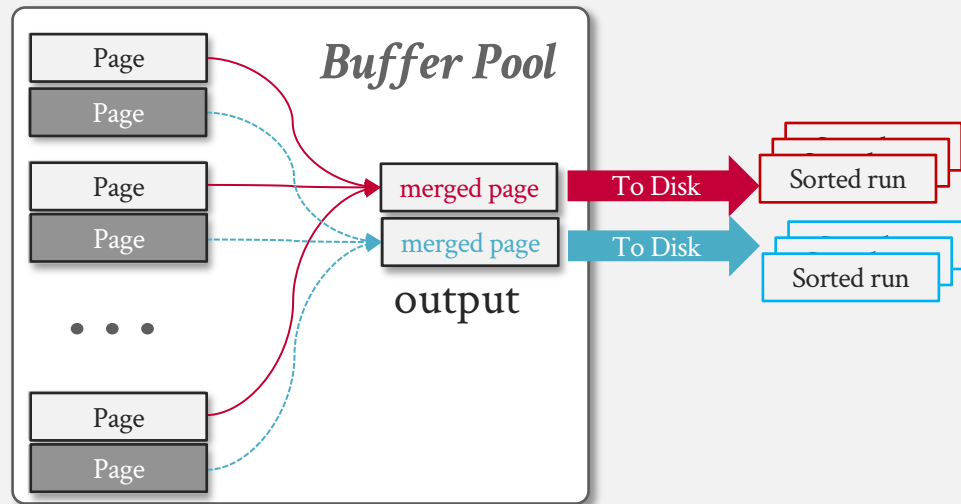 Buffer Pool
Page
Page
Page
Page
• • •
Page
Page
merged page
merged page
output
To Disk
To Disk
Sorted run
Sorted run